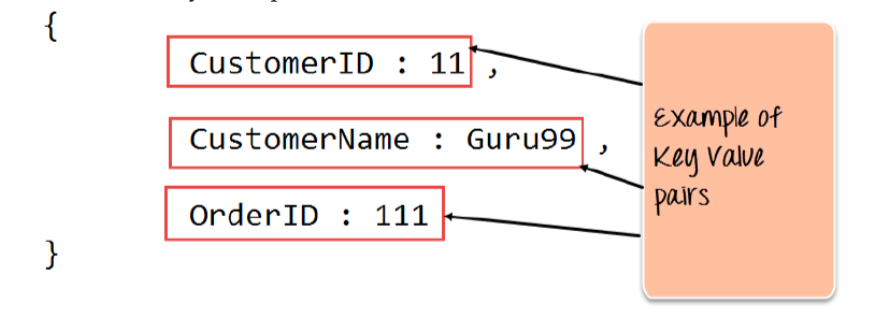 {
CustomerID : 11 ,
CustomerName : Guru99 ,
OrderID : 111
}
Example of
Key Value
pairs